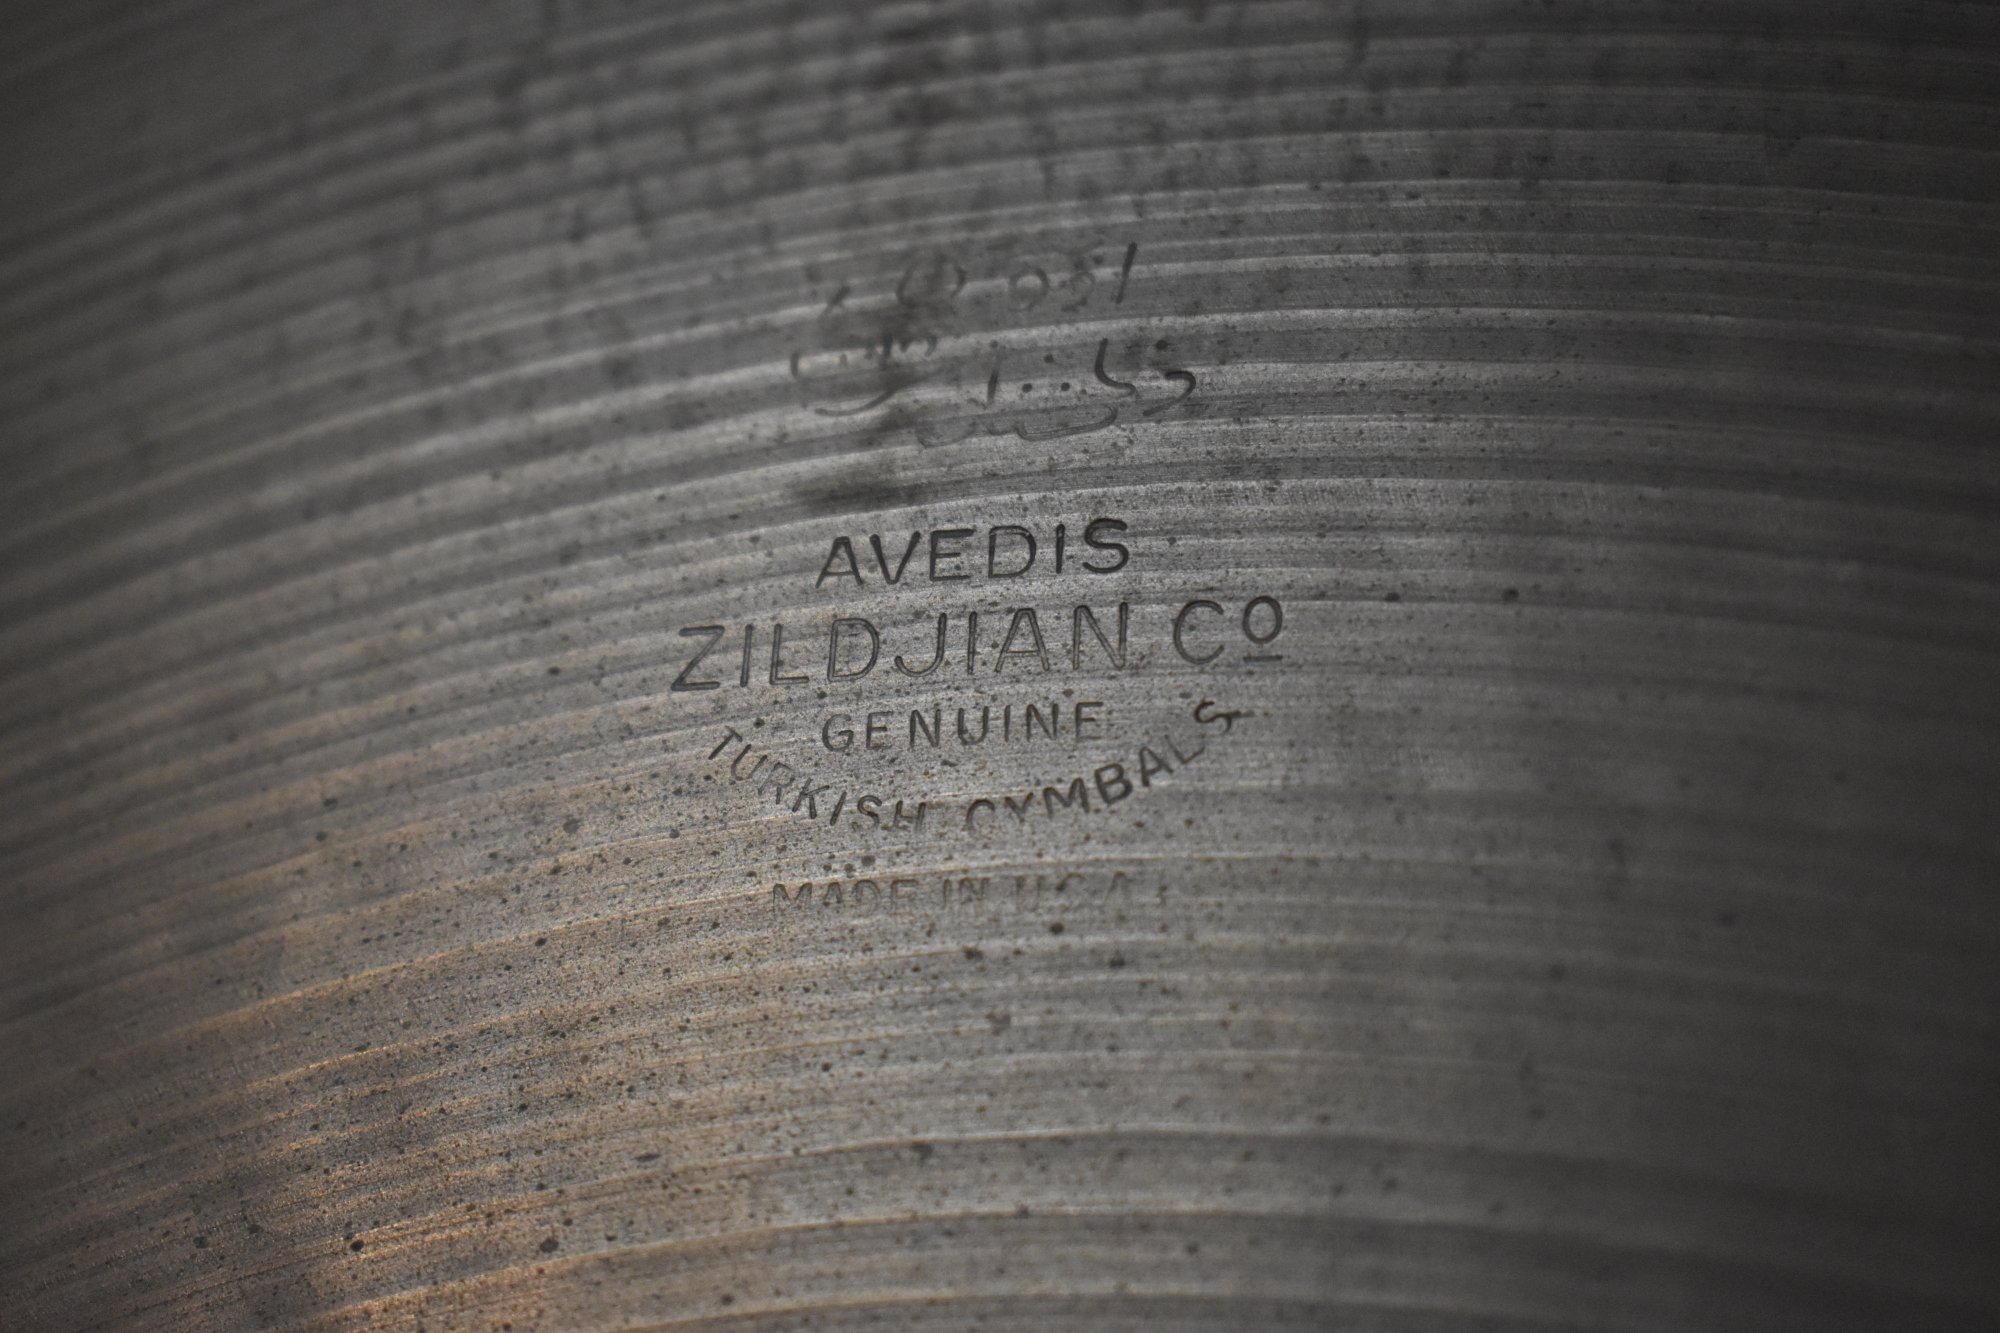 AVEDIS
ZILDJIAN Cº
GENUINE
TURKISH CYMBALS
MADE IN U.S.A.